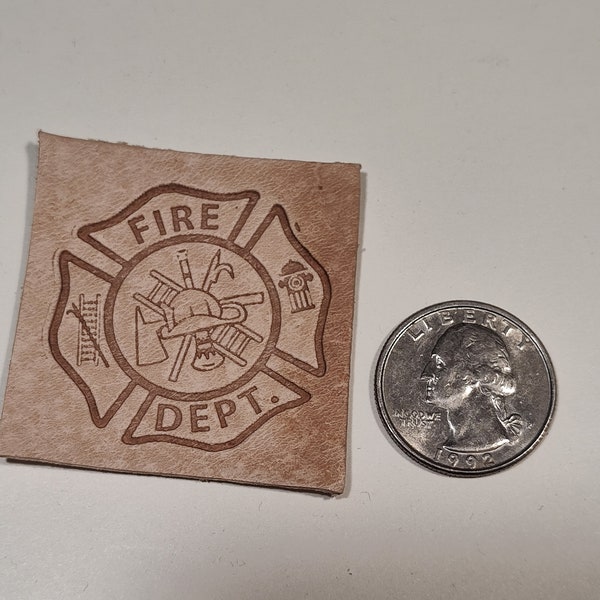 FIRE
DEPT.
LIBERTY
IN GOD WE
TRUST
1992